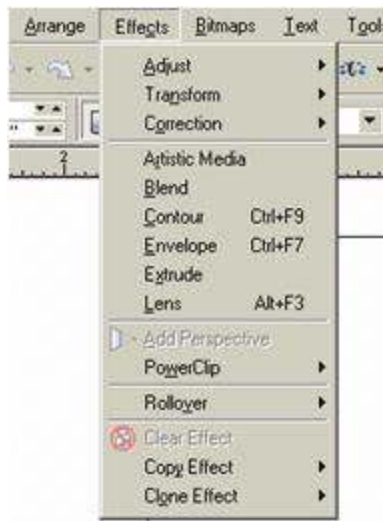 Arrange Effects Bitmaps Text Tools
Adjust
Transform
Correction
2
Artistic Media
Blend
Contour Ctrl+F9
Envelope Ctrl+F7
Extrude
Lens Alt+F3
Add Perspective
PowerClip
Rollover
Clear Effect
Copy Effect
Clone Effect